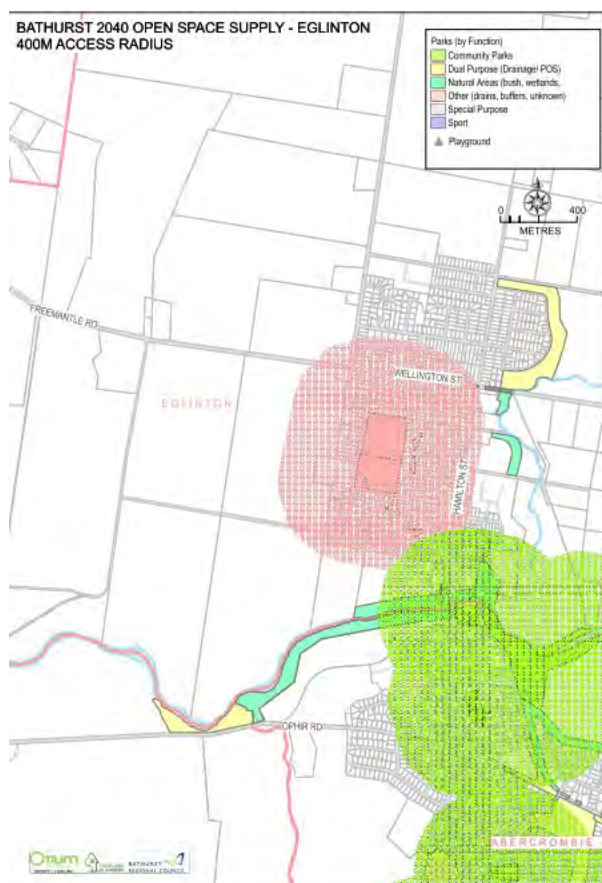 BATHURST 2040 OPEN SPACE SUPPLY - EGLINTON
400M ACCESS RADIUS
Parks (by Function)
Community Parks
Dual Purpose (Drainage/ POS)
Natural Areas (bush, wetlands,
Other (drains, buffers, unknown)
Special Purpose
Sport
Playground
0 400
METRES
FREEMANTLE RD
WELLINGTON ST
EGLINTON
HAMILTON ST
OPHIR RD
ABERCROMBIE
Otium
BATHURST
REGIONAL COUNCIL